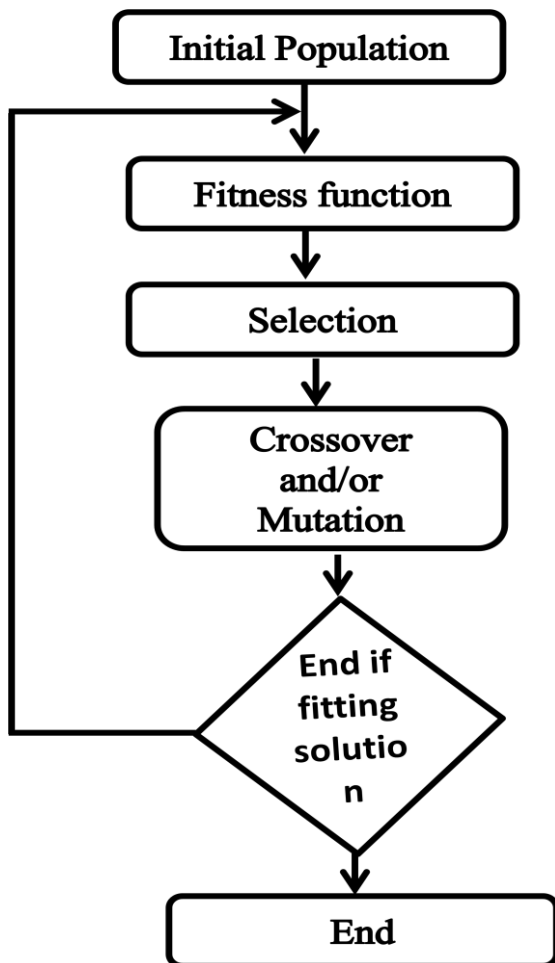 Initial Population
Fitness function
Selection
Crossover
and/or
Mutation
End if
fitting
solutio
n
End